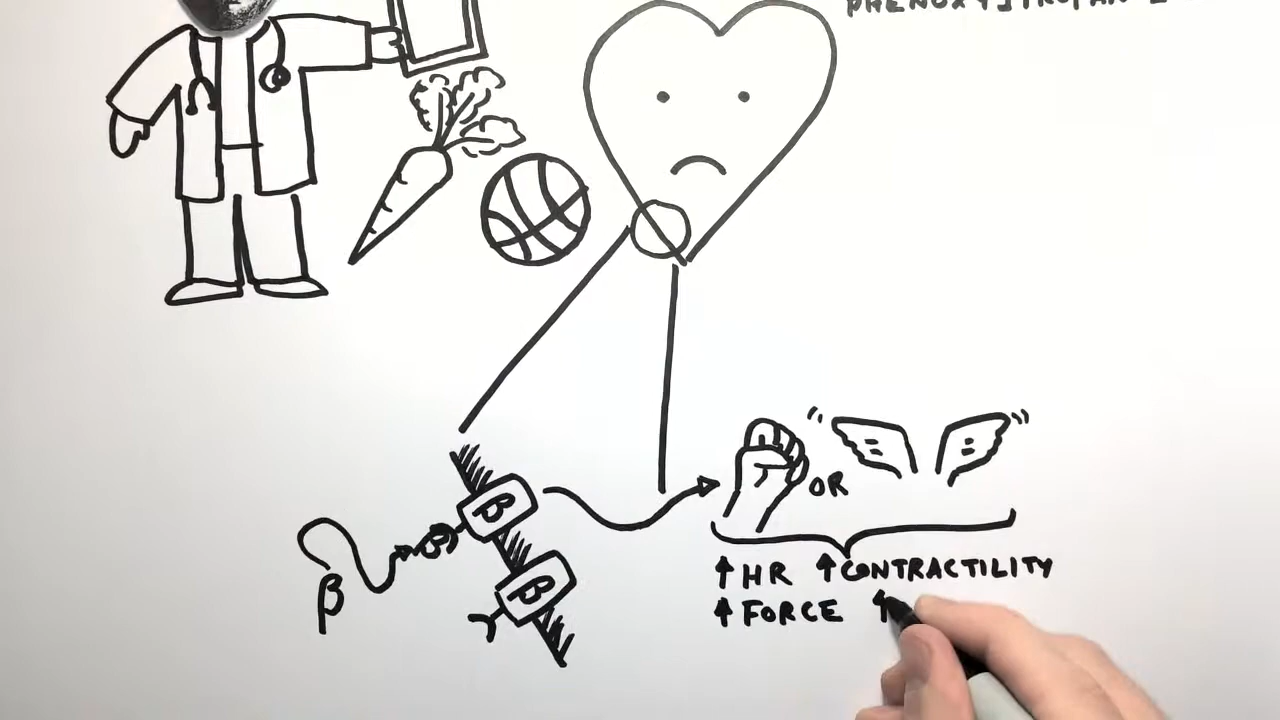 OR
B
B
β
↑HR ↑CONTRACTILITY
↑FORCE ↑